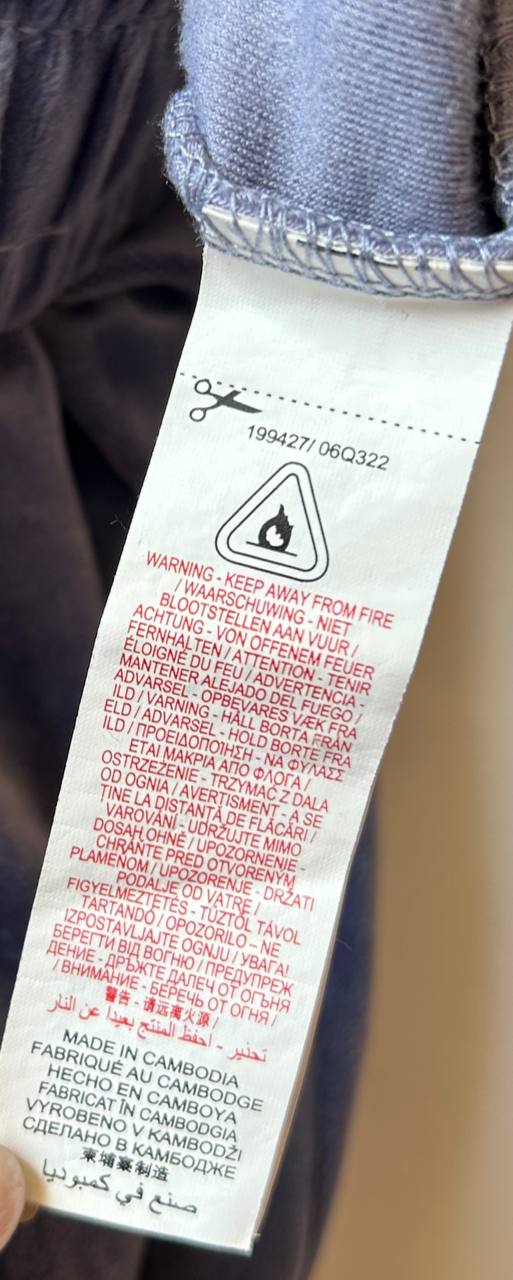 199427/ 06Q322
WARNING - KEEP AWAY FROM FIRE
/ WAARSCHUWING - NIET
BLOOTSTELLEN AAN VUUR /
ACHTUNG - VON OFFENEM FEUER
FERNHALTEN / ATTENTION - TENIR
ÉLOIGNÉ DU FEU / ADVERTENCIA -
MANTENER ALEJADO DEL FUEGO /
ADVARSEL - OPBEVARES VÆK FRA
ILD / VARNING - HÅLL BORTA FRÅN
ELD / ADVARSEL - HOLD BORTE FRA
ILD / ΠΡΟΕΙΔΟΠΟΙΗΣΗ - ΝΑ ΦΥΛΑΣΣ
ΕΤΑΙ ΜΑΚΡΙΑ ΑΠΟ ΦΛΟΓΑ /
OSTRZEŻENIE - TRZYMAĆ Z DALA
OD OGNIA / AVERTISMENT - A SE
ȚINE LA DISTANȚĂ DE FLĂCĂRI /
VAROVÁNÍ - UDRŽUJTE MIMO
DOSAH OHNĚ / UPOZORNENIE -
CHRÁŇTE PRED OTVORENÝM
PLAMEŇOM / UPOZORENJE - DRŽATI
PODALJE OD VATRE /
FIGYELMEZTETÉS - TŰZTŐL TÁVOL
TARTANDÓ / OPOZORILO – NE
IZPOSTAVLJAJTE OGNJU / УВАГА!
БЕРЕГТИ ВІД ВОГНЮ / ПРЕДУПРЕЖ
ДЕНИЕ - ДРЪЖТЕ ДАЛЕЧ ОТ ОГЪНЯ
/ ВНИМАНИЕ - БЕРЕЧЬ ОТ ОГНЯ /
警告 - 请远离火源 /
تحذير - احفظ المنتج بعيدا عن النار
MADE IN CAMBODIA
FABRIQUÉ AU CAMBODGE
HECHO EN CAMBOYA
FABRICAT ÎN CAMBODGIA
VYROBENO V KAMBODŽI
СДЕЛАНО В КАМБОДЖЕ
柬埔寨制造
صنع في كمبوديا